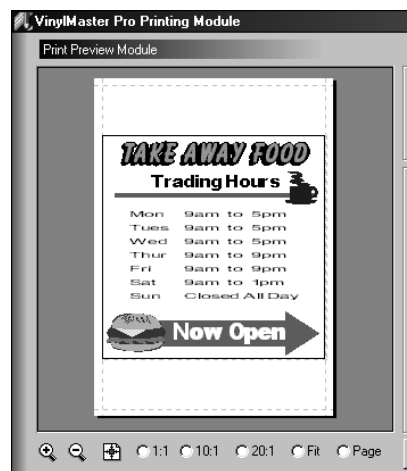 VinylMaster Pro Printing Module
Print Preview Module
TAKE AWAY FOOD
Trading Hours
Mon 9am to 5pm
Tues 9am to 5pm
Wed 9am to 5pm
Thur 9am to 9pm
Fri 9am to 9pm
Sat 9am to 1pm
Sun Closed All Day
Now Open
1:1 10:1 20:1 Fit Page